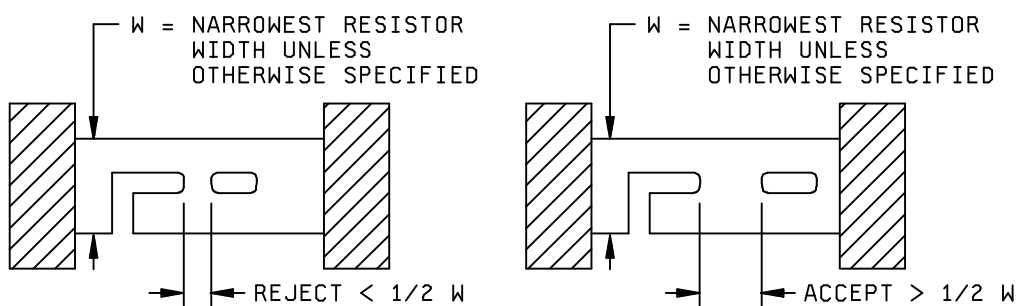 W = NARROWEST RESISTOR
WIDTH UNLESS
OTHERWISE SPECIFIED
REJECT < 1/2 W
W = NARROWEST RESISTOR
WIDTH UNLESS
OTHERWISE SPECIFIED
ACCEPT > 1/2 W